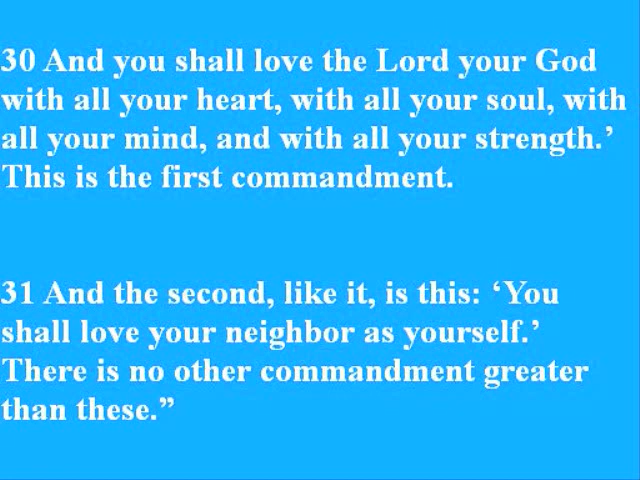 30 And you shall love the Lord your God
with all your heart, with all your soul, with
all your mind, and with all your strength.’
This is the first commandment.
31 And the second, like it, is this: ‘You
shall love your neighbor as yourself.’
There is no other commandment greater
than these.”